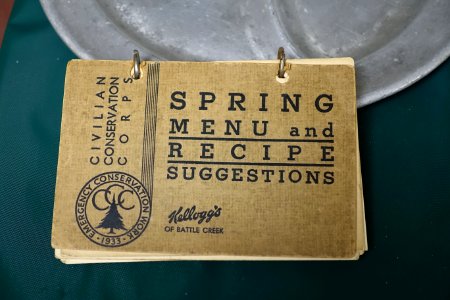 CIVILIAN
CONSERVATION
CORPS
EMERGENCY CONSERVATION WORK
CCC
1933
SPRING
MENU and
RECIPE
SUGGESTIONS
Kellogg's
OF BATTLE CREEK